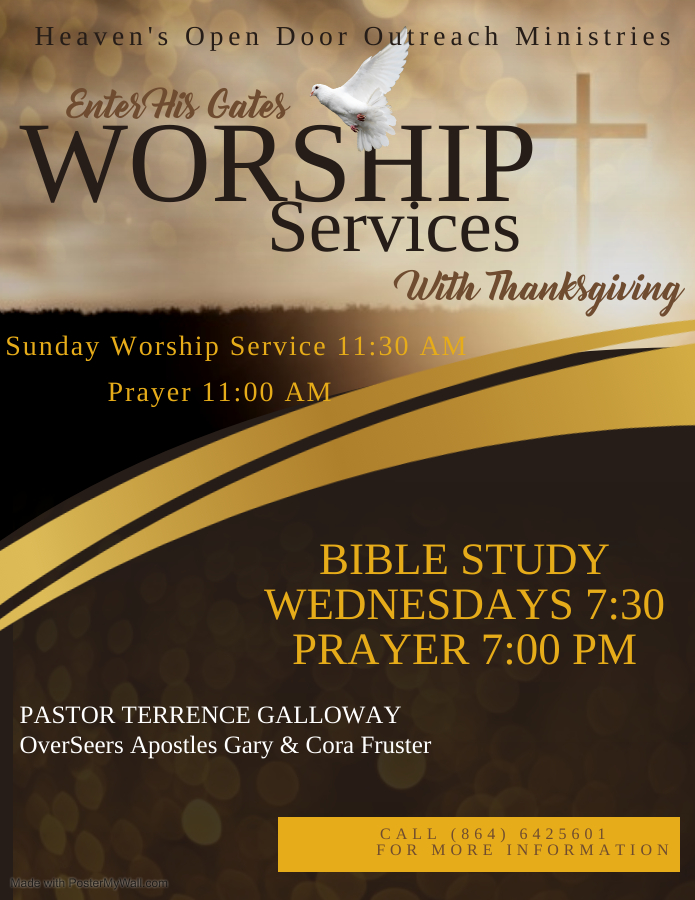 Heaven's Open Door Outreach Ministries
Enter His Gates
WORSHIP
Services
With Thanksgiving
Sunday Worship Service 11:30 AM
Prayer 11:00 AM
BIBLE STUDY
WEDNESDAYS 7:30
PRAYER 7:00 PM
PASTOR TERRENCE GALLOWAY
OverSeers Apostles Gary & Cora Fruster
CALL (864) 6425601
FOR MORE INFORMATION
Made with PosterMyWall.com